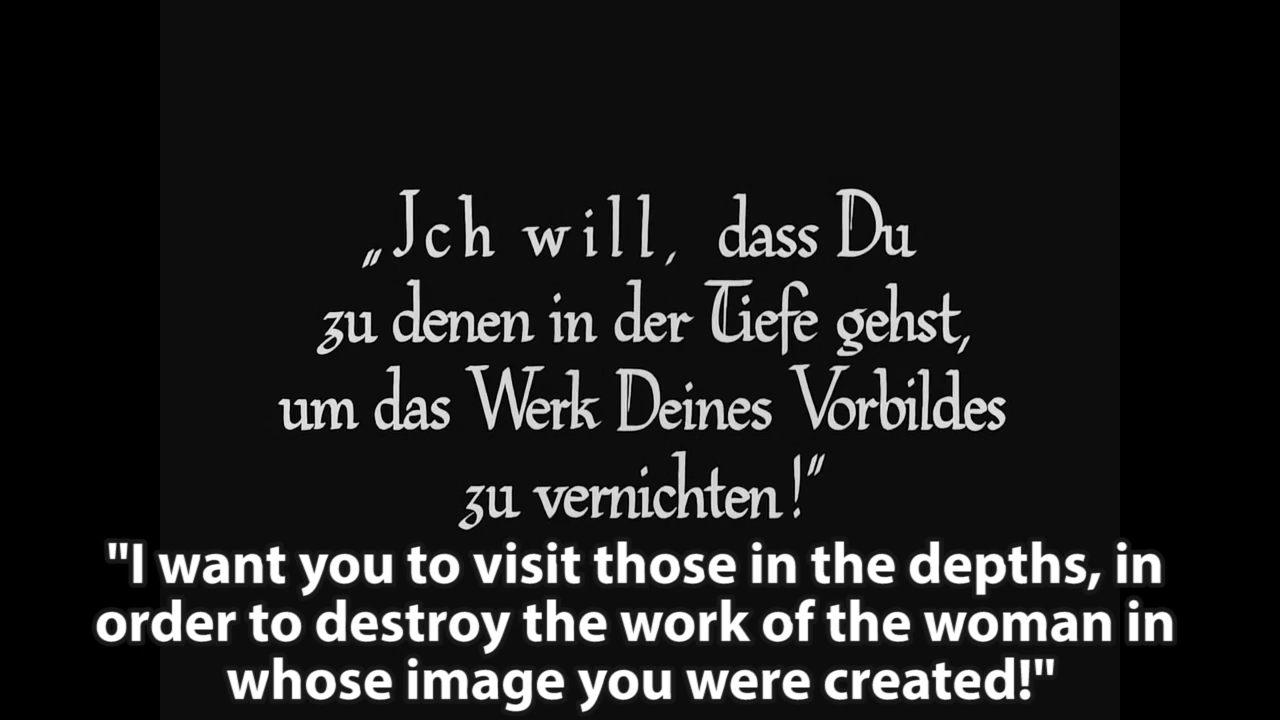 „Ich will, dass Du
zu denen in der Tiefe gehst,
um das Werk Deines Vorbildes
zu vernichten!“
"I want you to visit those in the depths, in
order to destroy the work of the woman in
whose image you were created!"